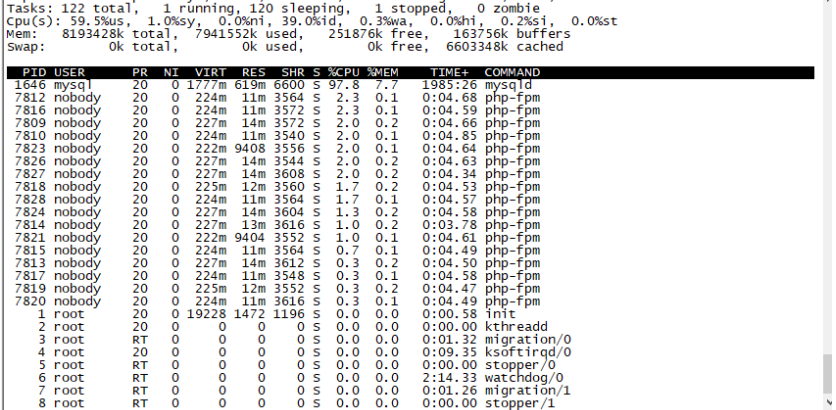 Tasks: 122 total,   1 running, 120 sleeping,   1 stopped,   0 zombie
Cpu(s): 59.5%us,  1.0%sy,  0.0%ni, 39.0%id,  0.3%wa,  0.0%hi,  0.2%si,  0.0%st
Mem:   8193428k total,  7941552k used,   251876k free,   163756k buffers
Swap:        0k total,        0k used,        0k free,  6603348k cached
PID USER      PR  NI  VIRT  RES  SHR S %CPU %MEM    TIME+  COMMAND
1646 mysql     20   0 1777m 619m 6600 S 97.8  7.7   1985:26 mysqld
7812 nobody    20   0  224m  11m 3564 S  2.3  0.1   0:04.68 php-fpm
7816 nobody    20   0  224m  11m 3572 S  2.3  0.1   0:04.59 php-fpm
7809 nobody    20   0  227m  14m 3572 S  2.0  0.2   0:04.66 php-fpm
7810 nobody    20   0  224m  11m 3540 S  2.0  0.1   0:04.85 php-fpm
7823 nobody    20   0  222m 9408 3556 S  2.0  0.1   0:04.64 php-fpm
7826 nobody    20   0  227m  14m 3544 S  2.0  0.2   0:04.63 php-fpm
7827 nobody    20   0  227m  14m 3608 S  2.0  0.2   0:04.34 php-fpm
7818 nobody    20   0  225m  12m 3560 S  1.7  0.2   0:04.53 php-fpm
7828 nobody    20   0  224m  11m 3564 S  1.7  0.1   0:04.57 php-fpm
7824 nobody    20   0  227m  14m 3604 S  1.3  0.2   0:04.58 php-fpm
7814 nobody    20   0  227m  13m 3616 S  1.0  0.2   0:03.78 php-fpm
7821 nobody    20   0  222m 9404 3552 S  1.0  0.1   0:04.61 php-fpm
7815 nobody    20   0  224m  11m 3564 S  0.7  0.1   0:04.49 php-fpm
7813 nobody    20   0  227m  14m 3612 S  0.3  0.2   0:04.50 php-fpm
7817 nobody    20   0  224m  11m 3548 S  0.3  0.1   0:04.58 php-fpm
7819 nobody    20   0  225m  12m 3552 S  0.3  0.2   0:04.47 php-fpm
7820 nobody    20   0  224m  11m 3616 S  0.3  0.1   0:04.49 php-fpm
1 root      20   0 19228 1472 1196 S  0.0  0.0   0:00.58 init
2 root      20   0     0    0    0 S  0.0  0.0   0:00.00 kthreadd
3 root      RT   0     0    0    0 S  0.0  0.0   0:01.32 migration/0
4 root      20   0     0    0    0 S  0.0  0.0   0:09.35 ksoftirqd/0
5 root      RT   0     0    0    0 S  0.0  0.0   0:00.00 stopper/0
6 root      RT   0     0    0    0 S  0.0  0.0   2:14.33 watchdog/0
7 root      RT   0     0    0    0 S  0.0  0.0   0:01.26 migration/1
8 root      RT   0     0    0    0 S  0.0  0.0   0:00.00 stopper/1